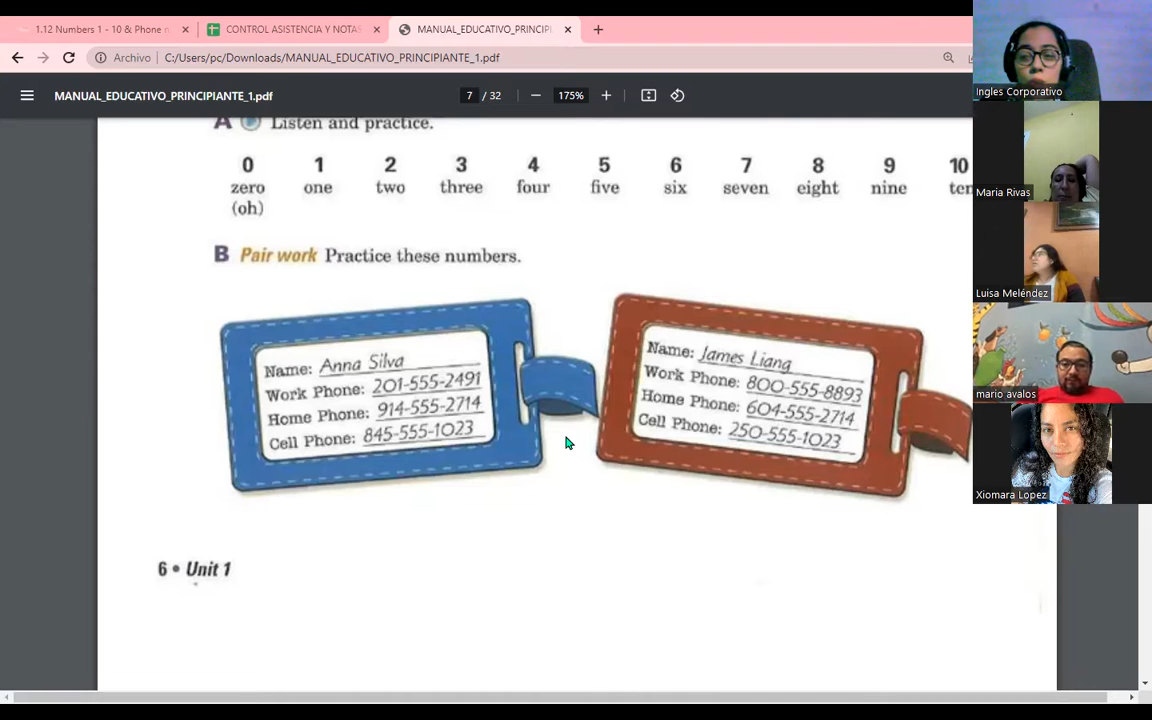 1.12 Numbers 1 - 10 & Phone n
CONTROL ASISTENCIA Y NOTAS
MANUAL_EDUCATIVO_PRINCIPI
Archivo
C:/Users/pc/Downloads/MANUAL_EDUCATIVO_PRINCIPIANTE_1.pdf
MANUAL_EDUCATIVO_PRINCIPIANTE_1.pdf
7 / 32
175%
A Listen and practice.
0 1 2 3 4 5 6 7 8 9 10
zero one two three four five six seven eight nine ten
(oh)
B Pair work Practice these numbers.
Name: Anna Silva
Work Phone: 201-555-2491
Home Phone: 914-555-2714
Cell Phone: 845-555-1023
Name: James Liang
Work Phone: 800-555-8893
Home Phone: 604-555-2714
Cell Phone: 250-555-1023
6 • Unit 1
Ingles Corporativo
Maria Rivas
Luisa Meléndez
mario avalos
Xiomara Lopez